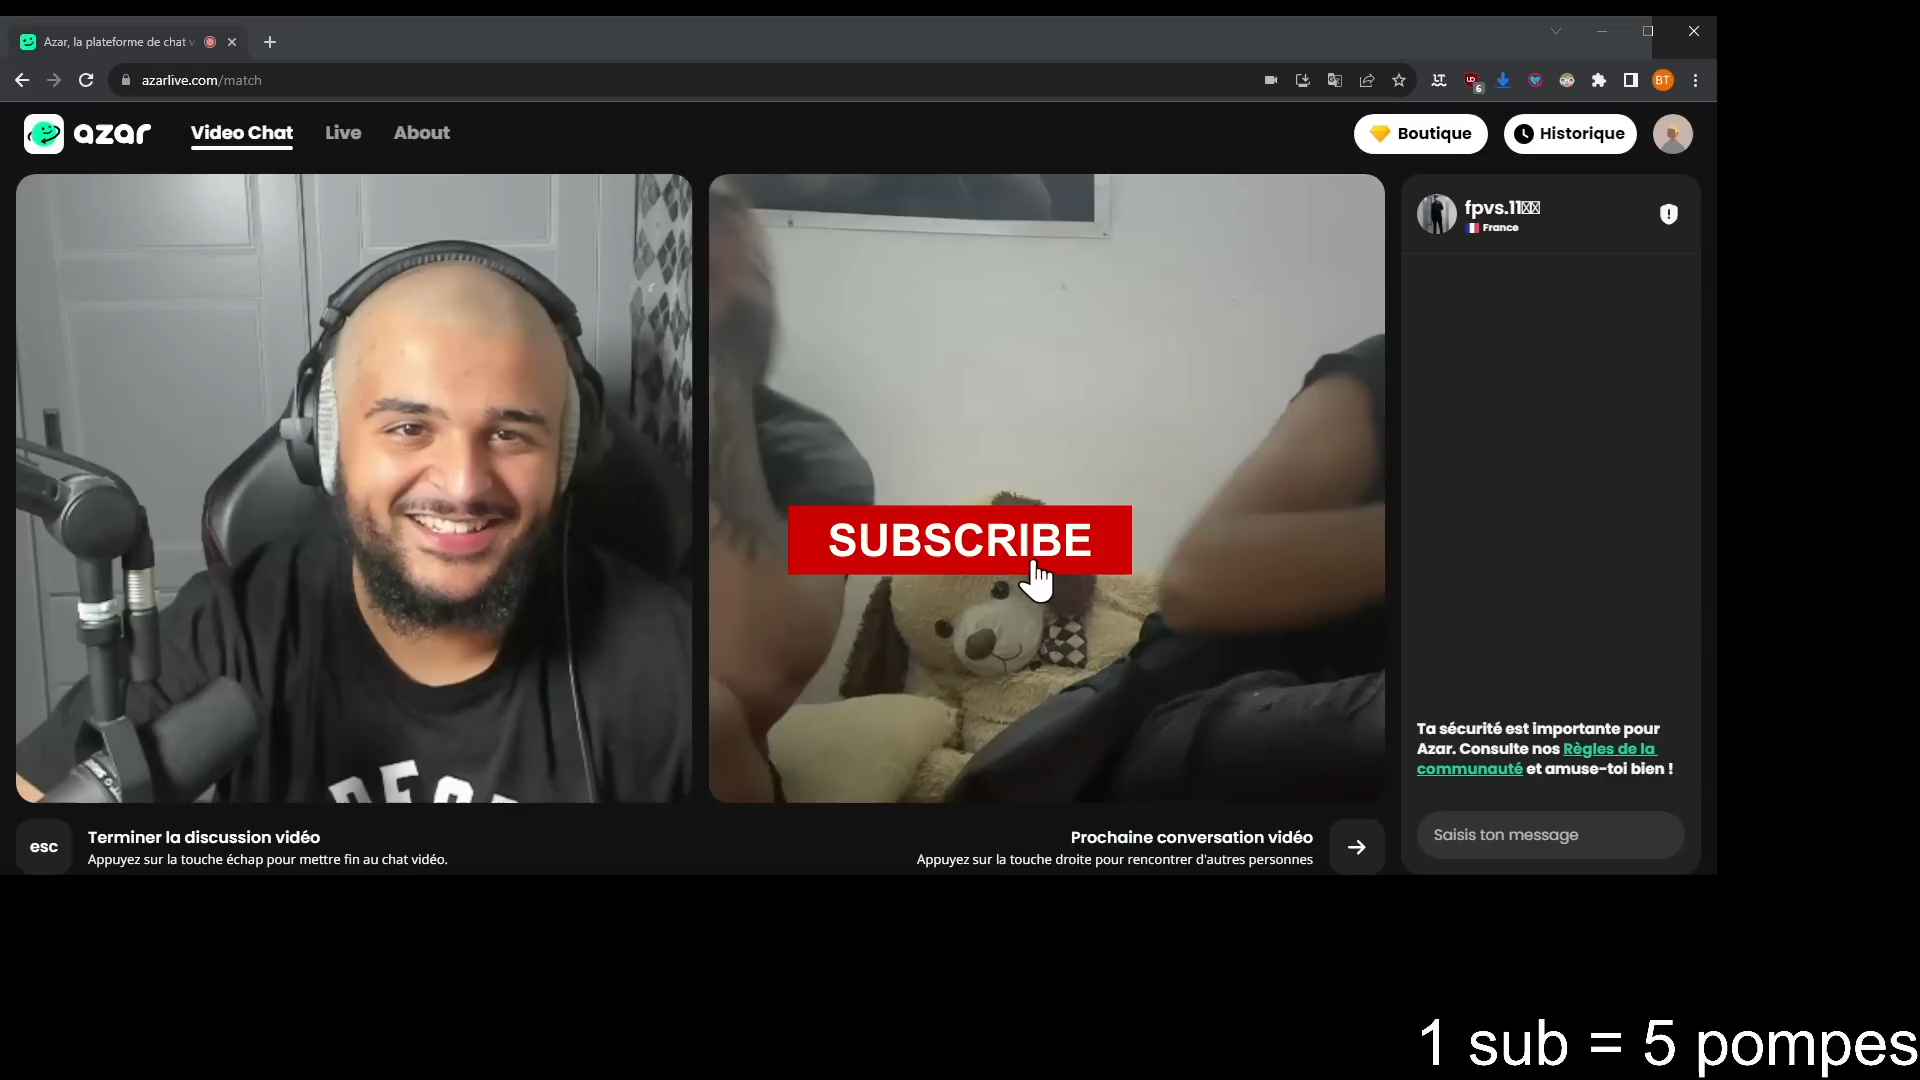 Azar, la plateforme de chat v
azarlive.com/match
6
BT
azar
Video Chat
Live
About
Boutique
Historique
fpvs.11
France
SUBSCRIBE
Ta sécurité est importante pour
Azar. Consulte nos Règles de la
communauté et amuse-toi bien !
Saisis ton message
esc
Terminer la discussion vidéo
Appuyez sur la touche échap pour mettre fin au chat vidéo.
Prochaine conversation vidéo
Appuyez sur la touche droite pour rencontrer d'autres personnes
1 sub = 5 pompes